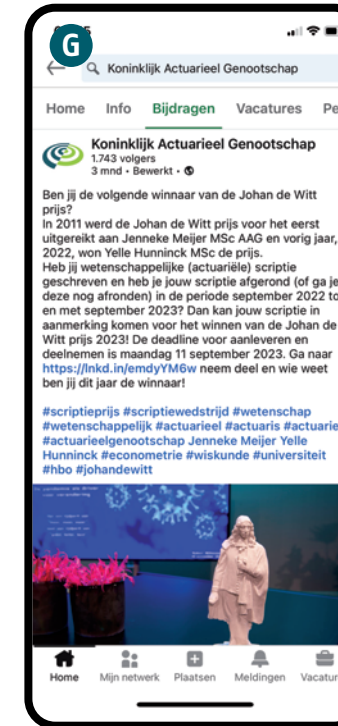 G
Koninklijk Actuarieel Genootschap
Home Info Bijdragen Vacatures Pe
Koninklijk Actuarieel Genootschap
1.743 volgers
3 mnd • Bewerkt •
Ben jij de volgende winnaar van de Johan de Witt
prijs?
In 2011 werd de Johan de Witt prijs voor het eerst
uitgereikt aan Jenneke Meijer MSc AAG en vorig jaar,
2022, won Yelle Hunninck MSc de prijs.
Heb jij wetenschappelijke (actuariële) scriptie
geschreven en heb je jouw scriptie afgerond (of ga je
deze nog afronden) in de periode september 2022 to
en met september 2023? Dan kan jouw scriptie in
aanmerking komen voor het winnen van de Johan de
Witt prijs 2023! De deadline voor aanleveren en
deelnemen is maandag 11 september 2023. Ga naar
https://lnkd.in/emdyYM6w neem deel en wie weet
ben jij dit jaar de winnaar!
#scriptieprijs #scriptiewedstrijd #wetenschap
#wetenschappelijk #actuarieel #actuaris #actuarie
#actuarieelgenootschap Jenneke Meijer Yelle
Hunninck #econometrie #wiskunde #universiteit
#hbo #johandewitt
Home Mijn netwerk Plaatsen Meldingen Vacatur